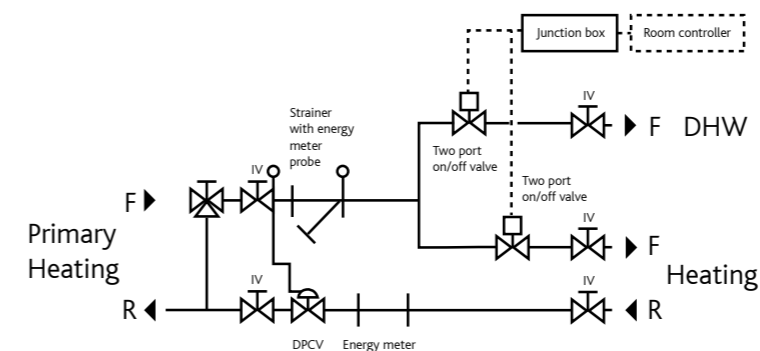 Junction box
Room controller
IV
F DHW
Strainer
with energy
meter
probe
Two port
on/off valve
IV
Two port
on/off valve
F
IV
F
Primary
Heating
Heating
IV
IV
R
R
DPCV
Energy meter